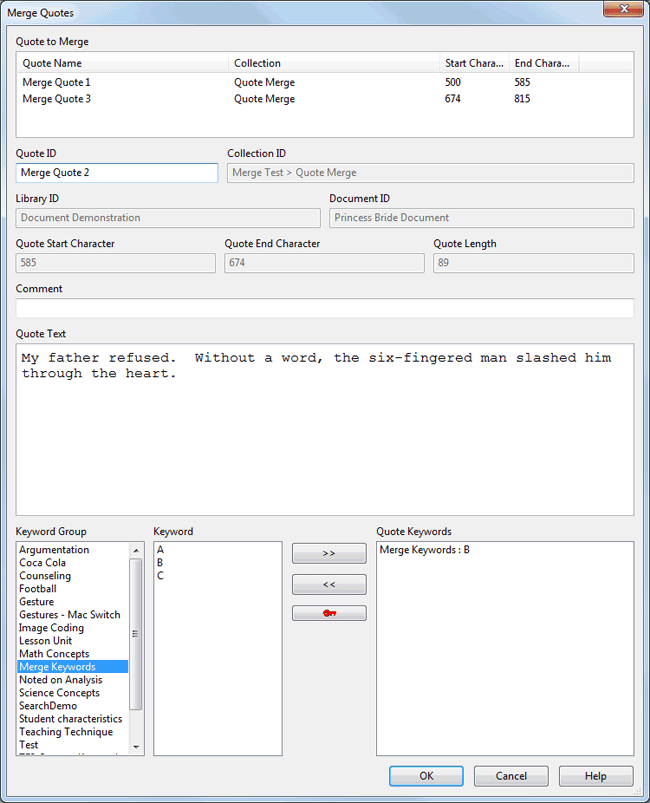 Merge Quotes
Quote to Merge
Quote Name Collection Start Chara... End Chara...
Merge Quote 1 Quote Merge 500 585
Merge Quote 3 Quote Merge 674 815
Quote ID Collection ID
Merge Quote 2 Merge Test > Quote Merge
Library ID Document ID
Document Demonstration Princess Bride Document
Quote Start Character Quote End Character Quote Length
585 674 89
Comment
Quote Text
My father refused.  Without a word, the six-fingered man slashed him
through the heart.
Keyword Group Keyword Quote Keywords
Argumentation A >> Merge Keywords : B
Coca Cola B
Counseling C <<
Football
Gesture
Gestures - Mac Switch
Image Coding
Lesson Unit
Math Concepts
Merge Keywords
Noted on Analysis
Science Concepts
SearchDemo
Student characteristics
Teaching Technique
Test
OK Cancel Help